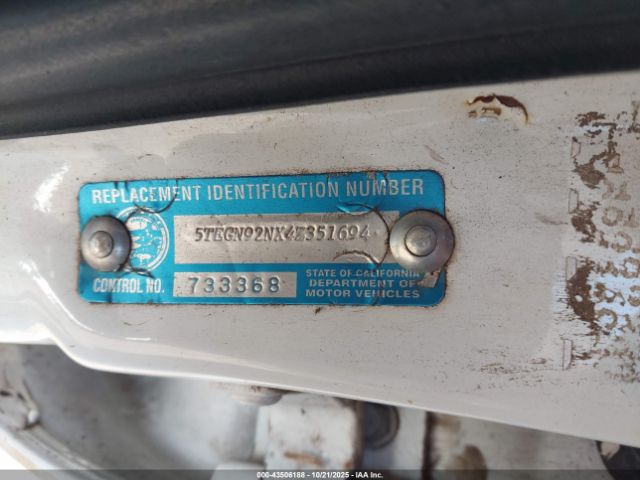 REPLACEMENT IDENTIFICATION NUMBER
5TEGN92NX4Z351694
CONTROL NO. 733368
STATE OF CALIFORNIA
DEPARTMENT OF
MOTOR VEHICLES
000-43506188 - 10/21/2025 - IAA Inc.